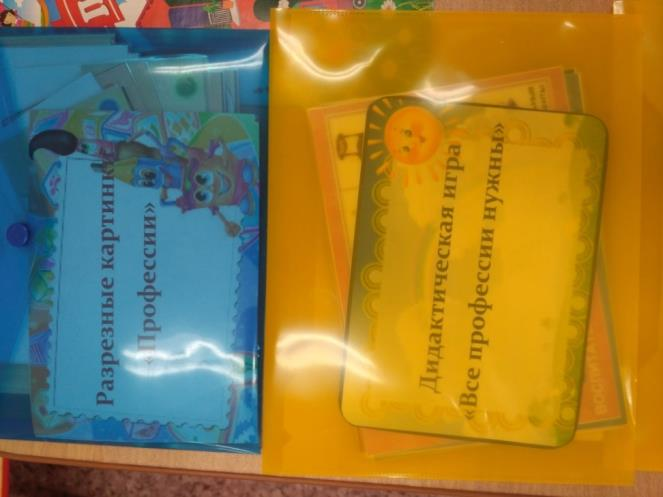 Разрезные картинки
«Профессии»
Дидактическая игра
«Все профессии нужны»